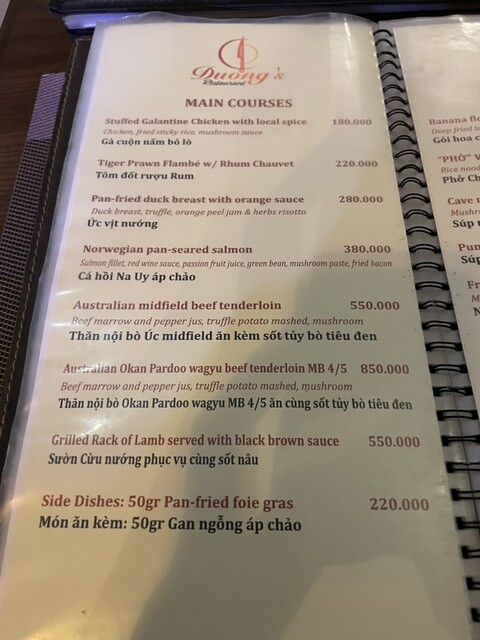 Duong's
Restaurant
MAIN COURSES
Stuffed Galantine Chicken with local spice 180.000
Chicken, fried sticky rice, mushroom sauce
Gà cuộn nấm bỏ lò
Tiger Prawn Flambé w/ Rhum Chauvet 220.000
Tôm đốt rượu Rum
Pan-fried duck breast with orange sauce 280.000
Duck breast, truffle, orange peel jam & herbs risotto
Ức vịt nướng
Norwegian pan-seared salmon 380.000
Salmon fillet, red wine sauce, passion fruit juice, green bean, mushroom paste, fried bacon
Cá hồi Na Uy áp chảo
Australian midfield beef tenderloin 550.000
Beef marrow and pepper jus, truffle potato mashed, mushroom
Thăn nội bò Úc midfield ăn kèm sốt tủy bò tiêu đen
Australian Okan Pardoo wagyu beef tenderloin MB 4/5 850.000
Beef marrow and pepper jus, truffle potato mashed, mushroom
Thăn nội bò Okan Pardoo wagyu MB 4/5 ăn cùng sốt tủy bò tiêu đen
Grilled Rack of Lamb served with black brown sauce 550.000
Sườn Cừu nướng phục vụ cùng sốt nâu
Side Dishes: 50gr Pan-fried foie gras 220.000
Món ăn kèm: 50gr Gan ngỗng áp chảo
Banana
Deep fried
Gỏi hoa
"PHỞ"
Rice
Phở
Cave
Súp
Súp